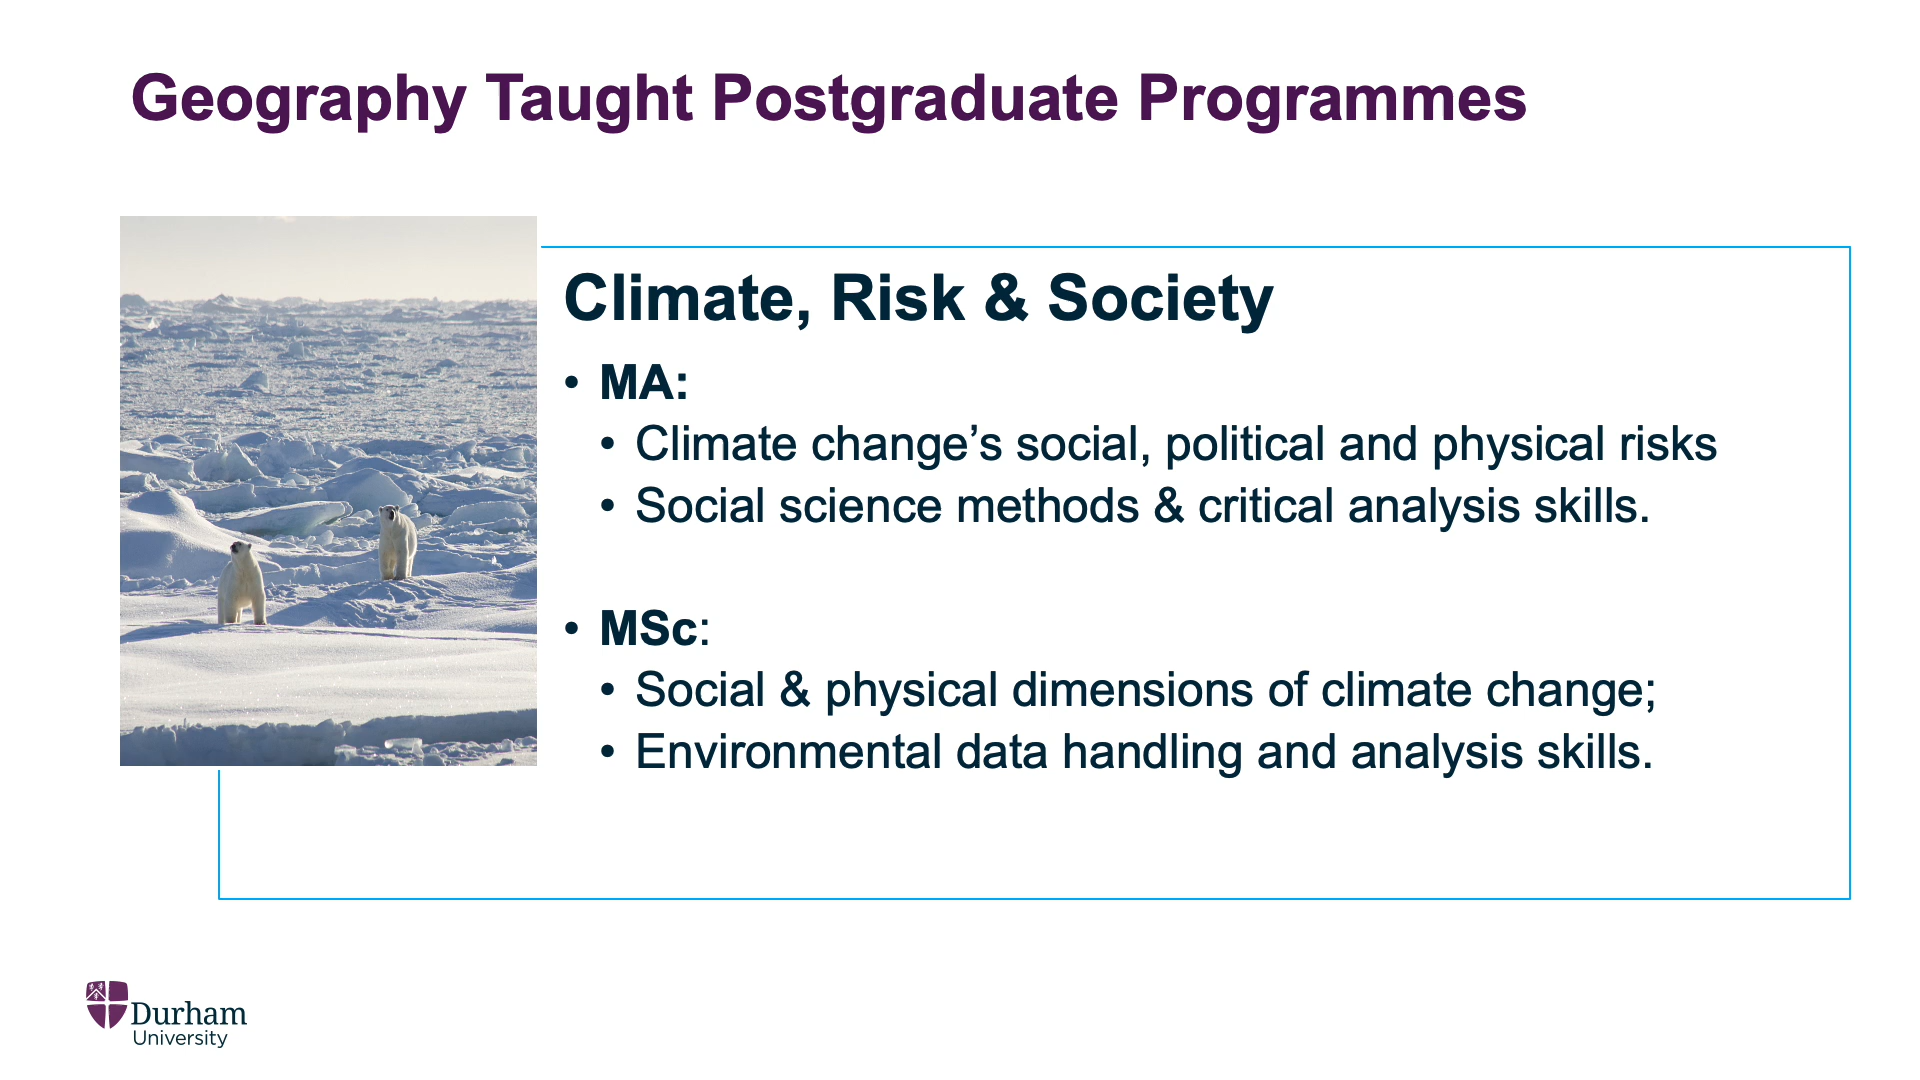 Geography Taught Postgraduate Programmes
Climate, Risk & Society
• MA:
• Climate change’s social, political and physical risks
• Social science methods & critical analysis skills.
• MSc:
• Social & physical dimensions of climate change;
• Environmental data handling and analysis skills.
Durham
University